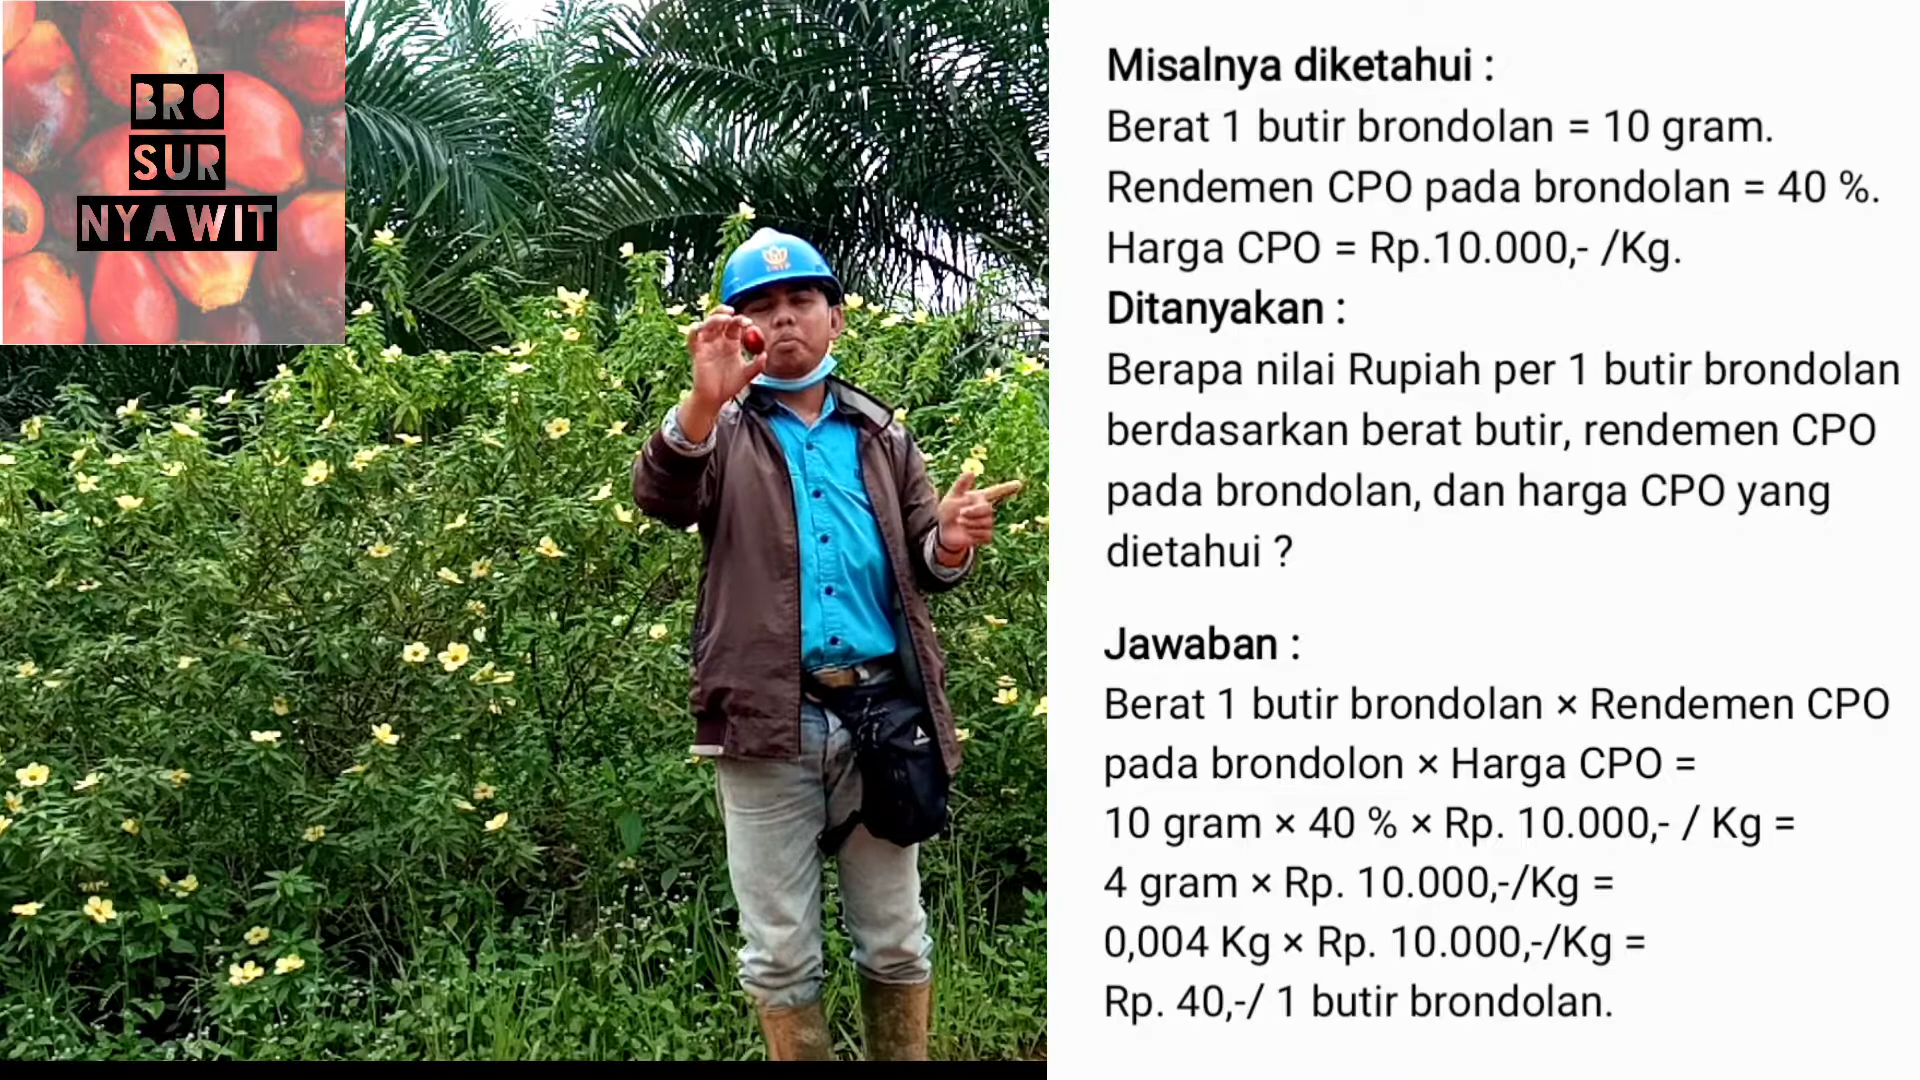 BRO
SUR
NYAWIT
Misalnya diketahui :
Berat 1 butir brondolan = 10 gram.
Rendemen CPO pada brondolan = 40 %.
Harga CPO = Rp.10.000,- /Kg.
Ditanyakan :
Berapa nilai Rupiah per 1 butir brondolan
berdasarkan berat butir, rendemen CPO
pada brondolan, dan harga CPO yang
dietahui ?
Jawaban :
Berat 1 butir brondolan × Rendemen CPO
pada brondolon × Harga CPO =
10 gram × 40 % × Rp. 10.000,- / Kg =
4 gram × Rp. 10.000,-/Kg =
0,004 Kg × Rp. 10.000,-/Kg =
Rp. 40,-/ 1 butir brondolan.